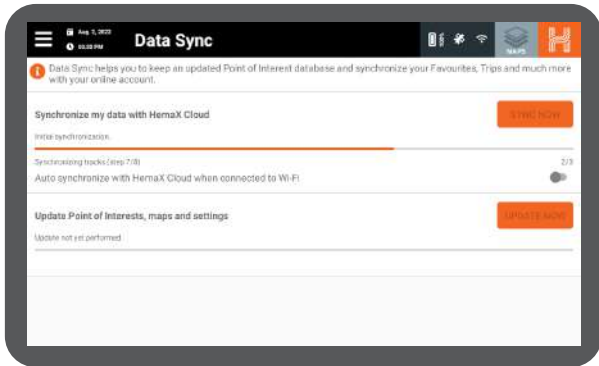 Aug. 2, 2022
Data Sync
MAPS
Data Sync helps you to keep an updated Point of Interest database and synchronize your Favourites, Trips and much more
with your online account.
Synchronize my data with HemaX Cloud
SYNC NOW
Initial synchronization.
Synchronizing tracks (step 7/8)
2/3
Auto synchronize with HemaX Cloud when connected to Wi-Fi
Update Point of Interests, maps and settings
UPDATE NOW
Update not yet performed